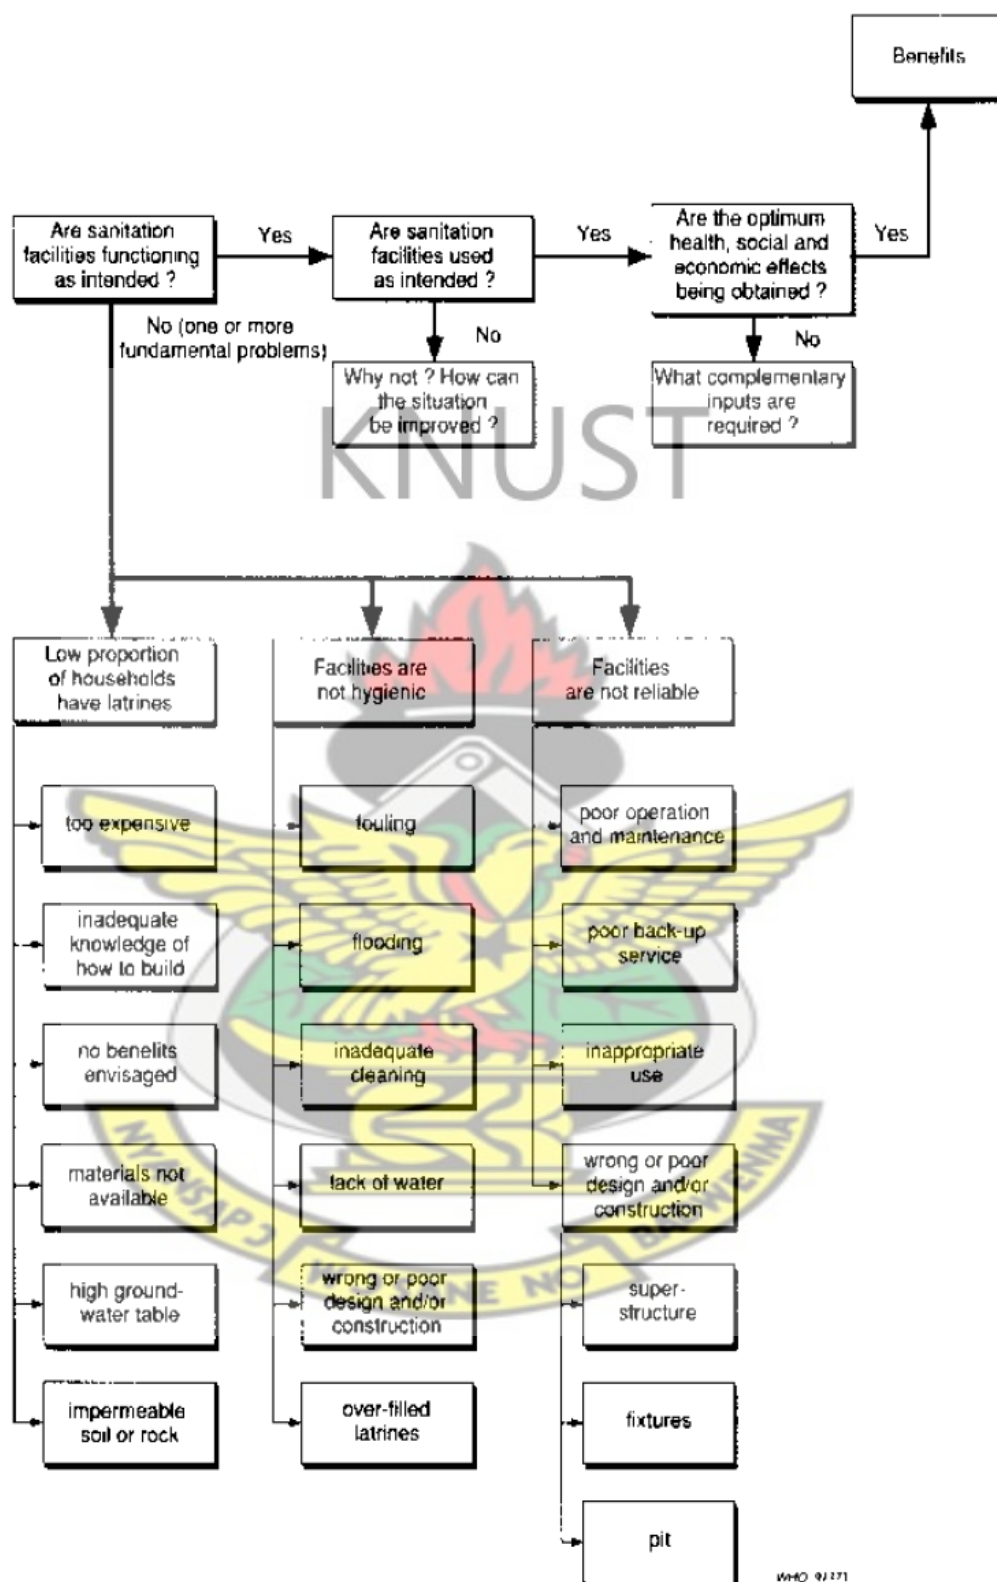 Benefits
Are sanitation
facilities functioning
as intended ?
Yes
Are sanitation
facilities used
as intended ?
Yes
Are the optimum
health, social and
economic effects
being obtained ?
Yes
No (one or more
fundamental problems)
No
No
Why not ? How can
the situation
be improved ?
What complementary
inputs are
required ?
KNUST
Low proportion
of households
have latrines
Facilities are
not hygienic
Facilities
are not reliable
too expensive
fouling
poor operation
and maintenance
inadequate
knowledge of
how to build
flooding
poor back-up
service
no benefits
envisaged
inadequate
cleaning
inappropriate
use
materials not
available
lack of water
wrong or poor
design and/or
construction
high ground-
water table
wrong or poor
design and/or
construction
super-
structure
impermeable
soil or rock
over-filled
latrines
fixtures
pit
NO
WHO